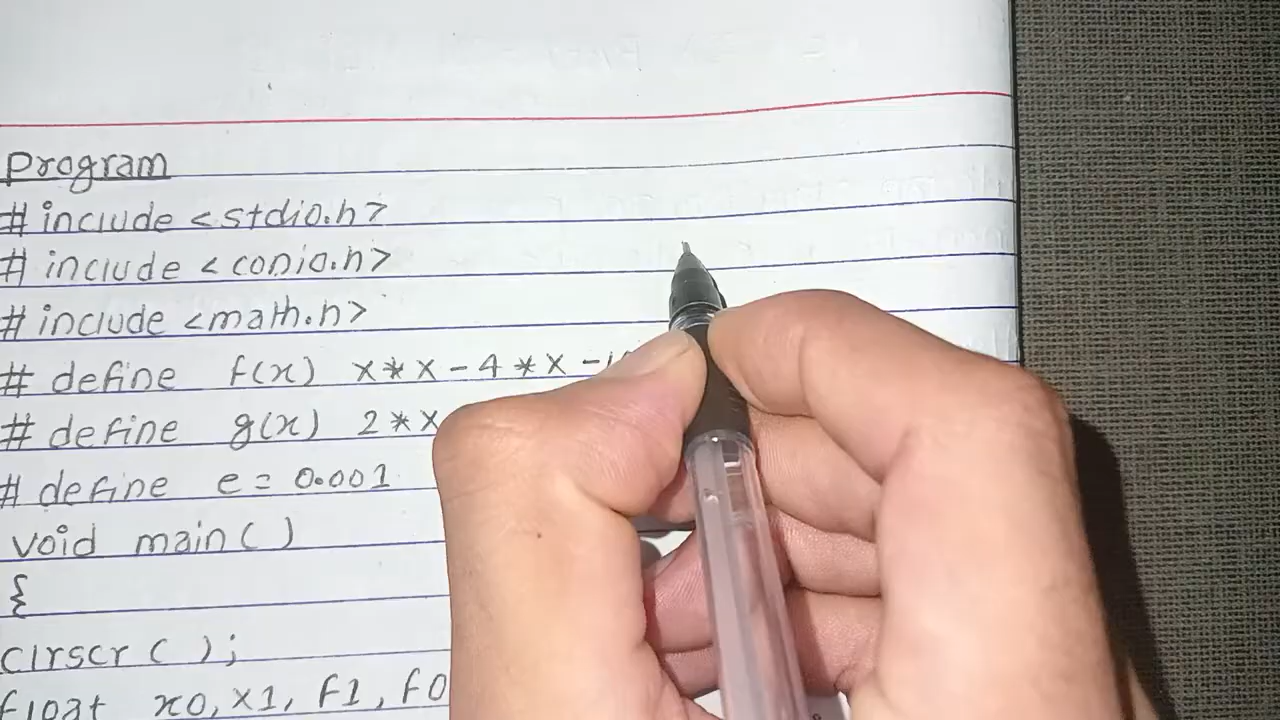 Program
# include <stdio.h>
# include <conio.h>
# include <math.h>
# define f(x) x*x-4*x-
# define g(x) 2*x
# define e = 0.001
void main()
{
clrscr();
float x0, x1, f1, f0